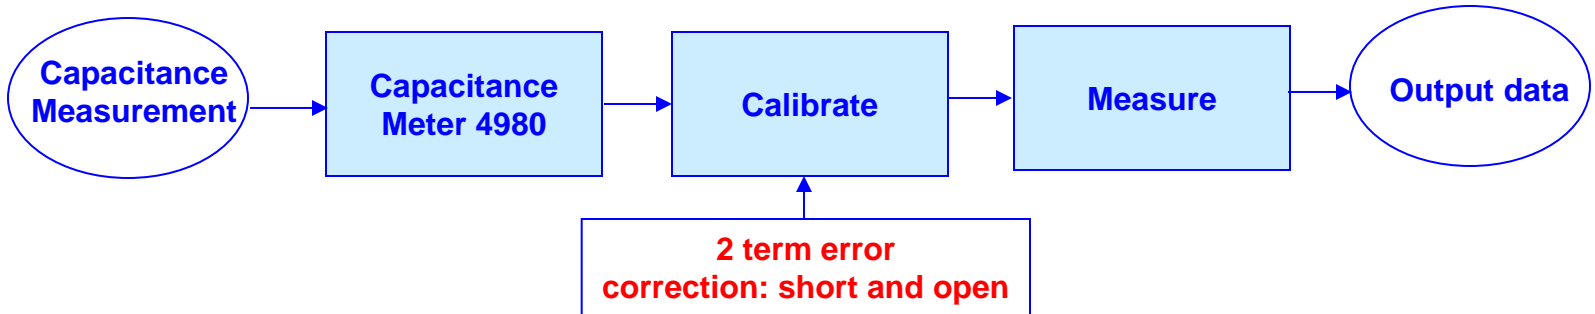 Capacitance
Measurement
Capacitance
Meter 4980
Calibrate
Measure
Output data
2 term error
correction: short and open